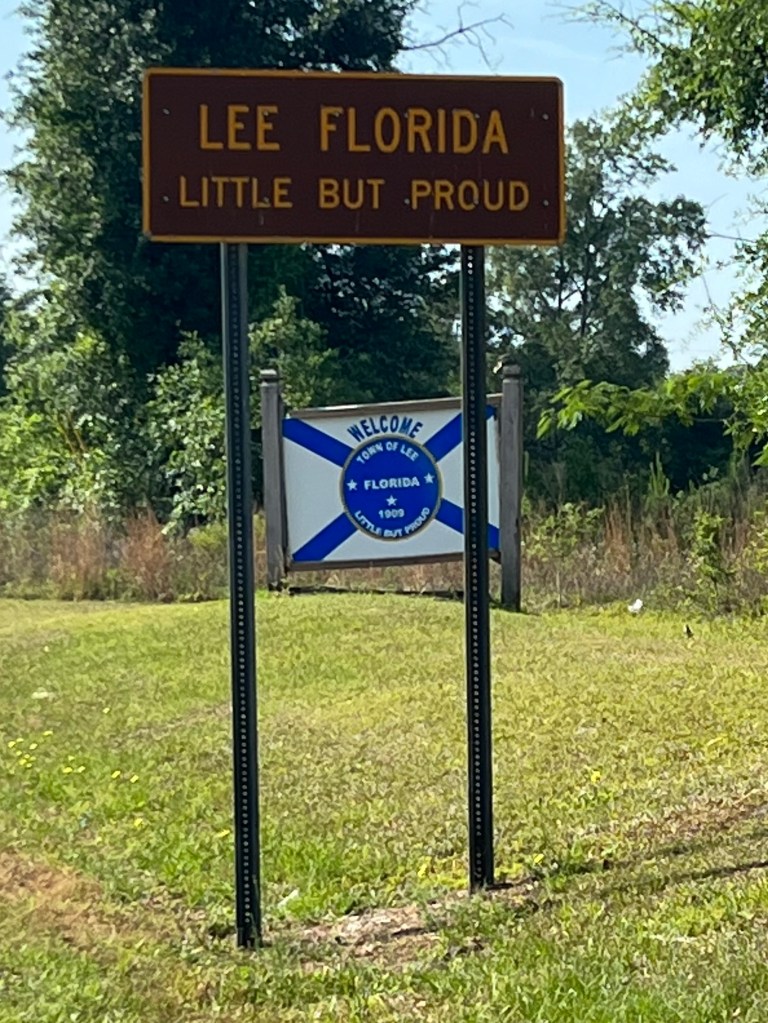 LEE FLORIDA
LITTLE BUT PROUD
WELCOME
TOWN OF LEE
FLORIDA
1909
LITTLE BUT PROUD